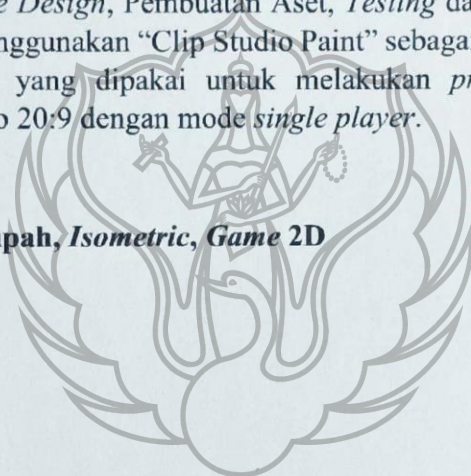 Design, Pembuatan Aset, Testing da
nggunakan “Clip Studio Paint” sebaga
yang dipakai untuk melakukan pr
20:9 dengan mode single player.
pah, Isometric, Game 2D